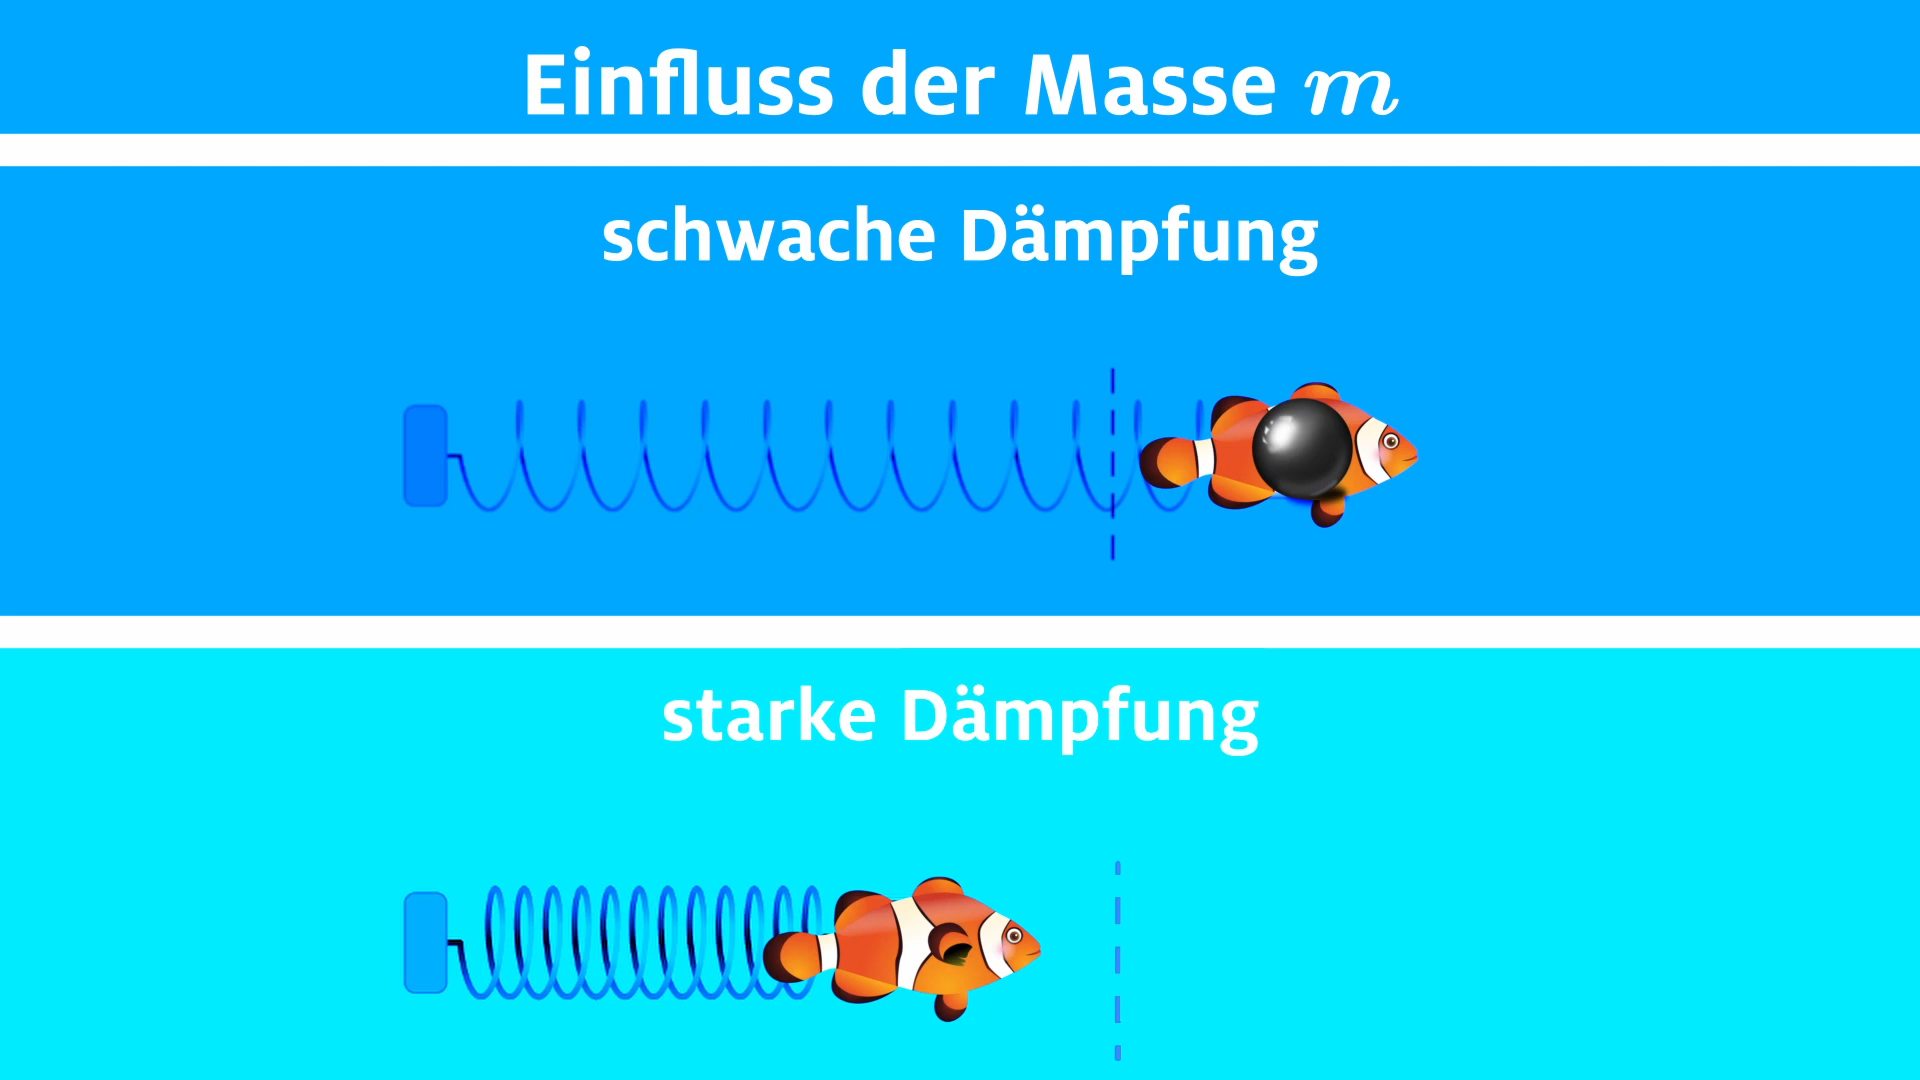 Einfluss der Masse m
schwache Dämpfung
starke Dämpfung